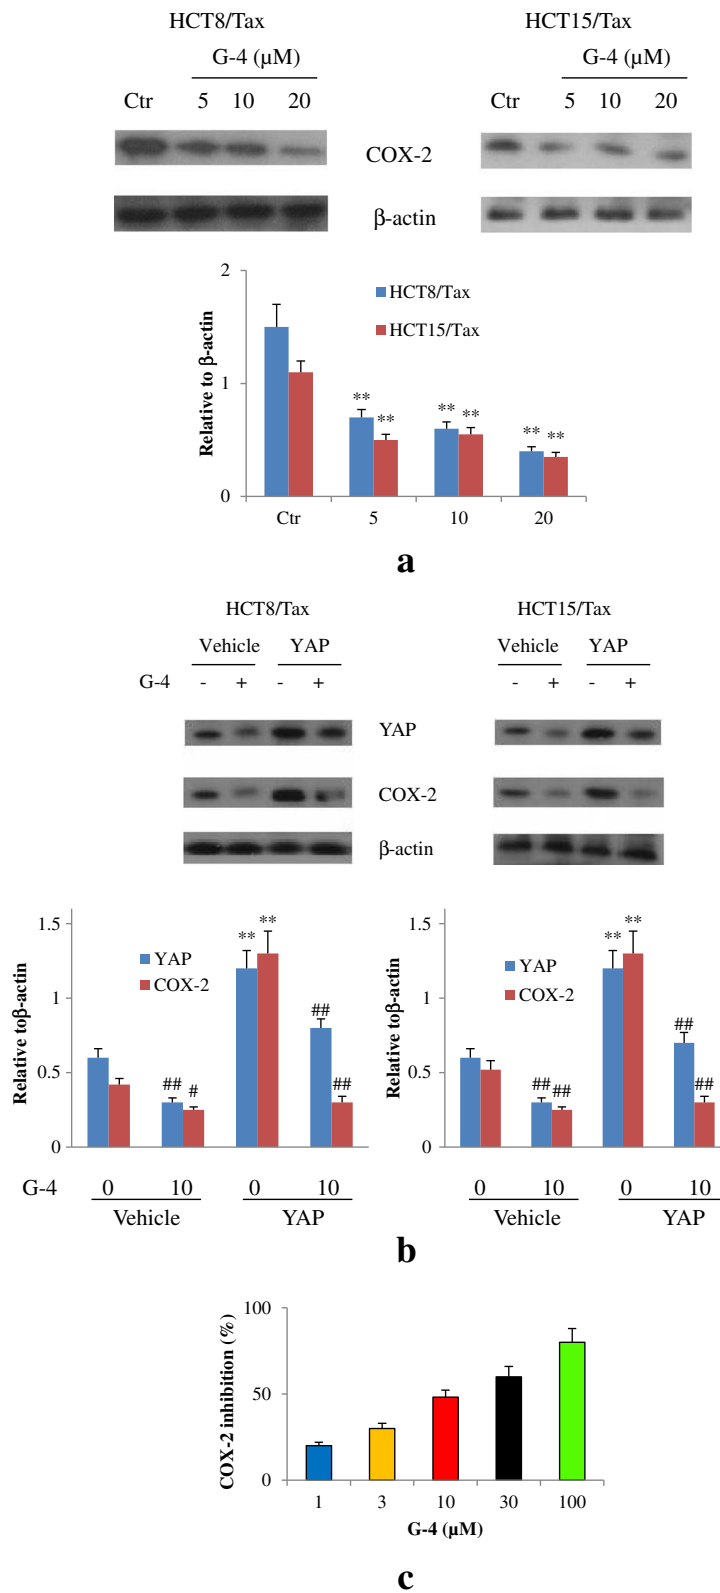 HCT8/Tax HCT15/Tax
G-4 (µM) G-4 (µM)
Ctr 5 10 20 Ctr 5 10 20
COX-2
β-actin
2
1
0
Relative to β-actin
HCT8/Tax
HCT15/Tax
** ** ** ** ** **
Ctr 5 10 20
a
HCT8/Tax HCT15/Tax
Vehicle YAP Vehicle YAP
G-4 - + - + - + - +
YAP
COX-2
β-actin
1.5
1
0.5
0
Relative toβ-actin
YAP
COX-2
## # ** ** ## ##
1.5
1
0.5
0
Relative toβ-actin
YAP
COX-2
## ## ** ** ## ##
G-4 0 10 0 10 0 10 0 10
Vehicle YAP Vehicle YAP
b
100
50
0
COX-2 inhibition (%)
1 3 10 30 100
G-4 (µM)
c